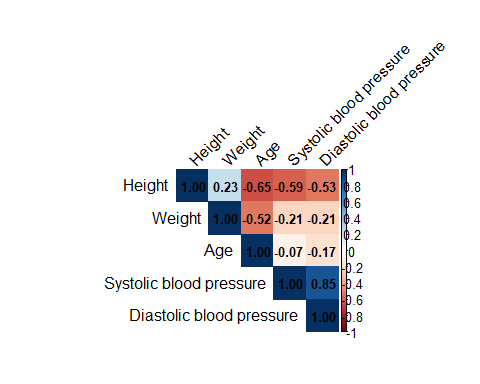 Height
Weight
Age
Systolic blood pressure
Diastolic blood pressure
Height 1.00 0.23 -0.65 -0.59 -0.53
Weight 1.00 -0.52 -0.21 -0.21
Age 1.00 -0.07 -0.17
Systolic blood pressure 1.00 0.85
Diastolic blood pressure 1.00
1
0.8
0.6
0.4
0.2
0
-0.2
-0.4
-0.6
-0.8
-1